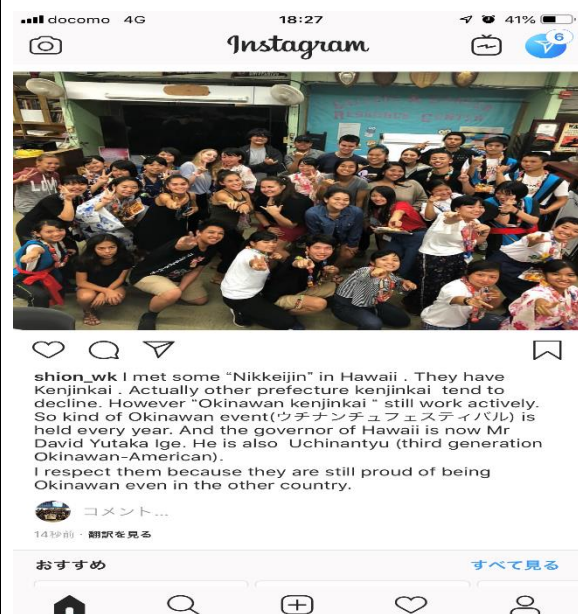 docomo 4G 18:27 41%
Instagram 6
shion_wk I met some “Nikkeijin” in Hawaii . They have
Kenjinkai . Actually other prefecture kenjinkai tend to
decline. However “Okinawan kenjinkai “ still work actively.
So kind of Okinawan event(ウチナンチュフェスティバル) is
held every year. And the governor of Hawaii is now Mr
David Yutaka Ige. He is also Uchinantyu (third generation
Okinawan-American).
I respect them because they are still proud of being
Okinawan even in the other country.
コメント...
14秒前 · 翻訳を見る
おすすめ すべて見る